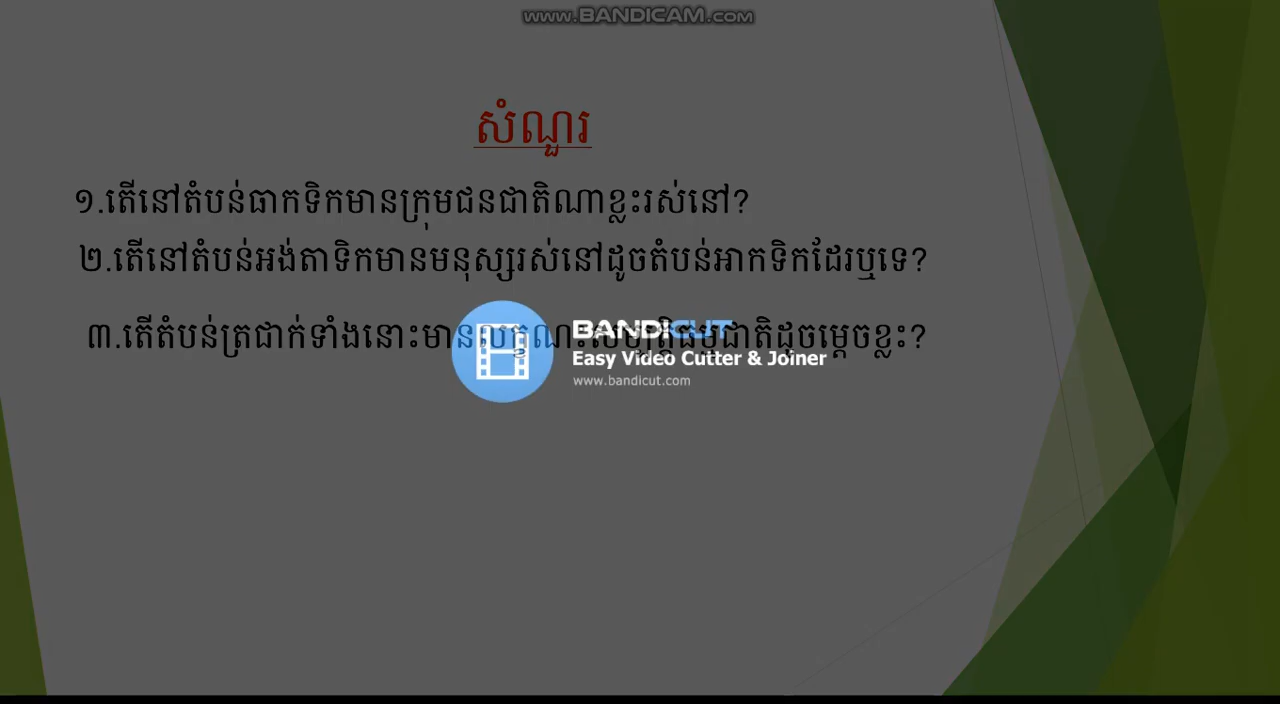 www.BANDICAM.com
សំណួរ
១.តើនៅតំបន់ធាកទិកមានក្រុមជនជាតិណាខ្លះរស់នៅ?
២.តើនៅតំបន់អង់តាទិកមានមនុស្សរស់នៅដូចតំបន់អាកទិកដែរឬទេ?
៣.តើតំបន់ត្រជាក់ទាំងនោះមាន ដូចម្ដេចខ្លះ?
BANDICUT
Easy Video Cutter & Joiner
www.bandicut.com